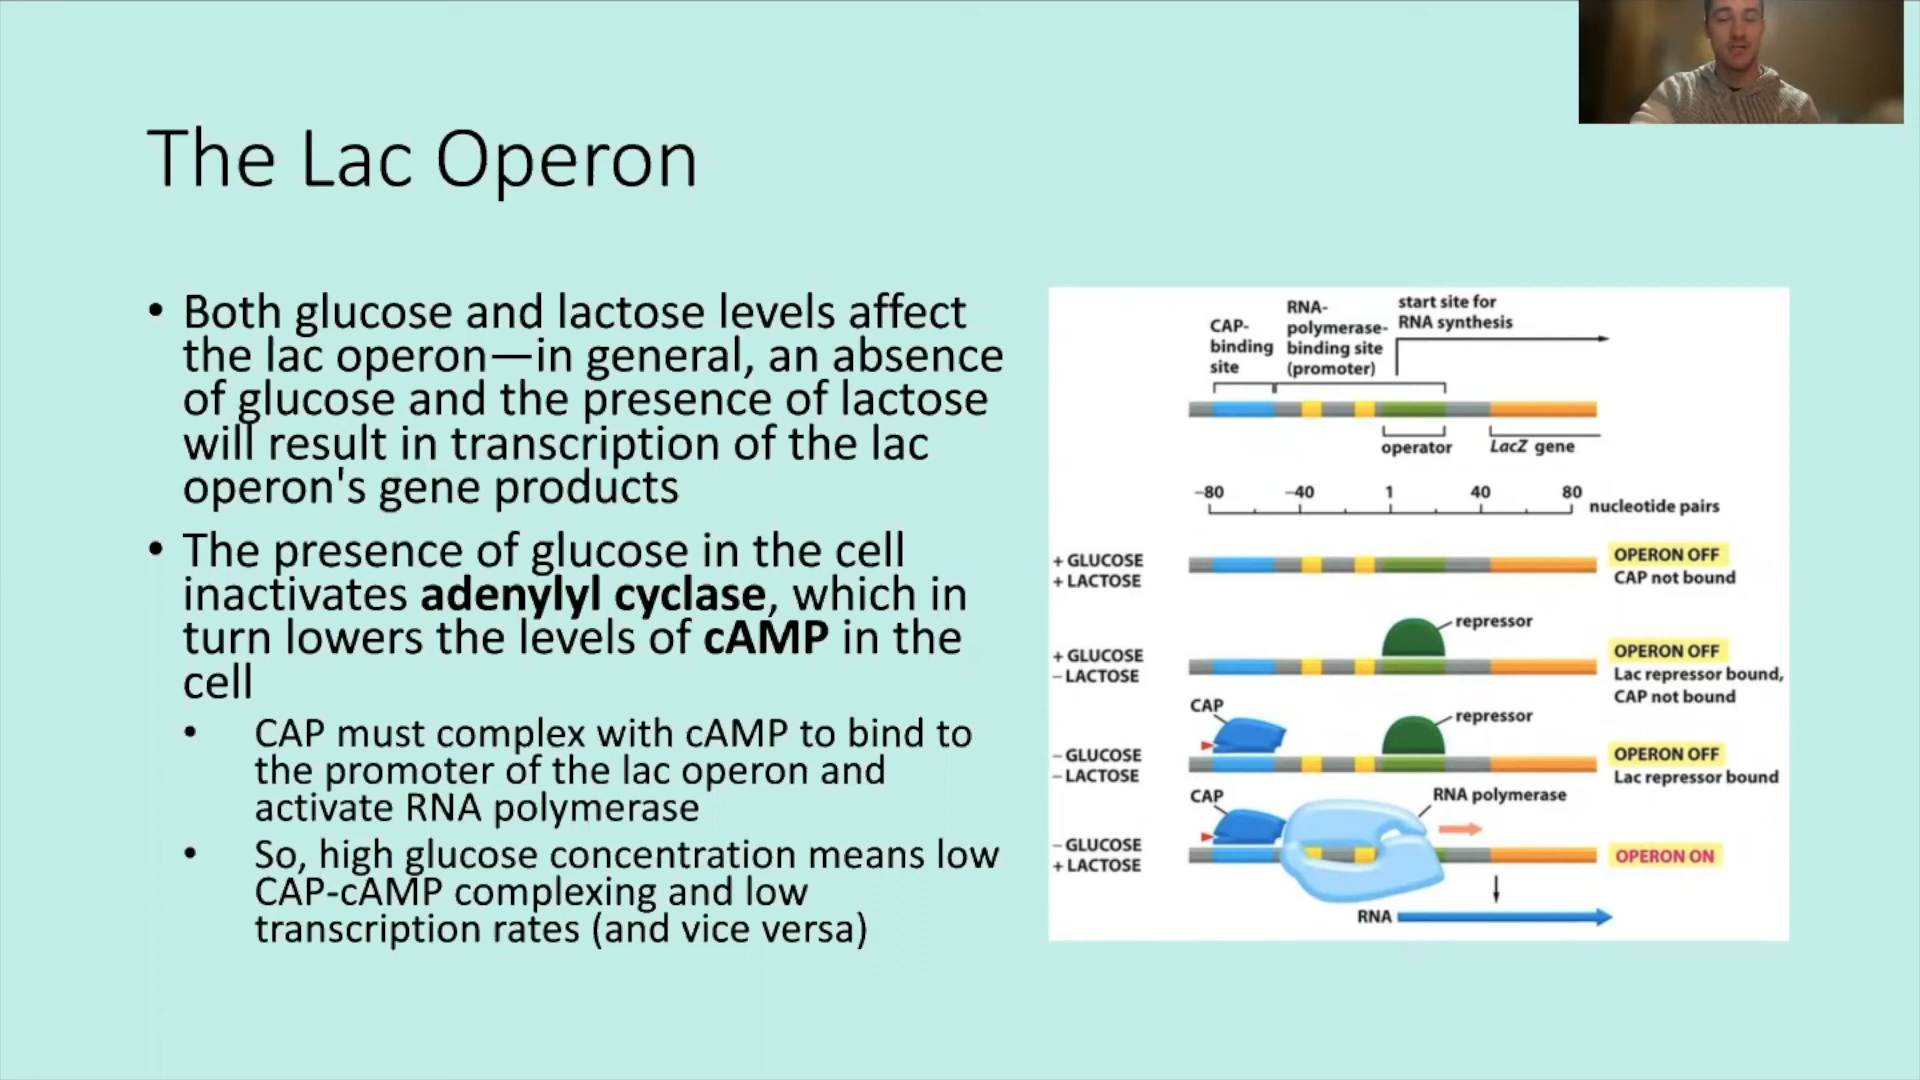 The Lac Operon
• Both glucose and lactose levels affect
the lac operon—in general, an absence
of glucose and the presence of lactose
will result in transcription of the lac
operon's gene products
• The presence of glucose in the cell
inactivates adenylyl cyclase, which in
turn lowers the levels of cAMP in the
cell
• CAP must complex with cAMP to bind to
the promoter of the lac operon and
activate RNA polymerase
• So, high glucose concentration means low
CAP-cAMP complexing and low
transcription rates (and vice versa)
CAP-
binding
site
RNA-
polymerase-
binding site
(promoter)
start site for
RNA synthesis
operator
LacZ gene
−80 −40 1 40 80
nucleotide pairs
+ GLUCOSE
+ LACTOSE
OPERON OFF
CAP not bound
+ GLUCOSE
− LACTOSE
repressor
OPERON OFF
Lac repressor bound,
CAP not bound
CAP
− GLUCOSE
− LACTOSE
repressor
OPERON OFF
Lac repressor bound
CAP
− GLUCOSE
+ LACTOSE
RNA polymerase
OPERON ON
RNA